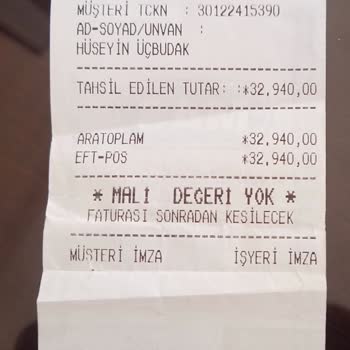 MÜŞTERİ TCKN : 30122415390
AD-SOYAD/UNVAN :
HÜSEYİN ÜÇBUDAK
TAHSİL EDİLEN TUTAR: :*32,940,00
ARATOPLAM *32,940,00
EFT-POS *32,940,00
* MALİ DEĞERİ YOK *
FATURASI SONRADAN KESİLECEK
MÜŞTERİ İMZA İŞYERİ İMZA